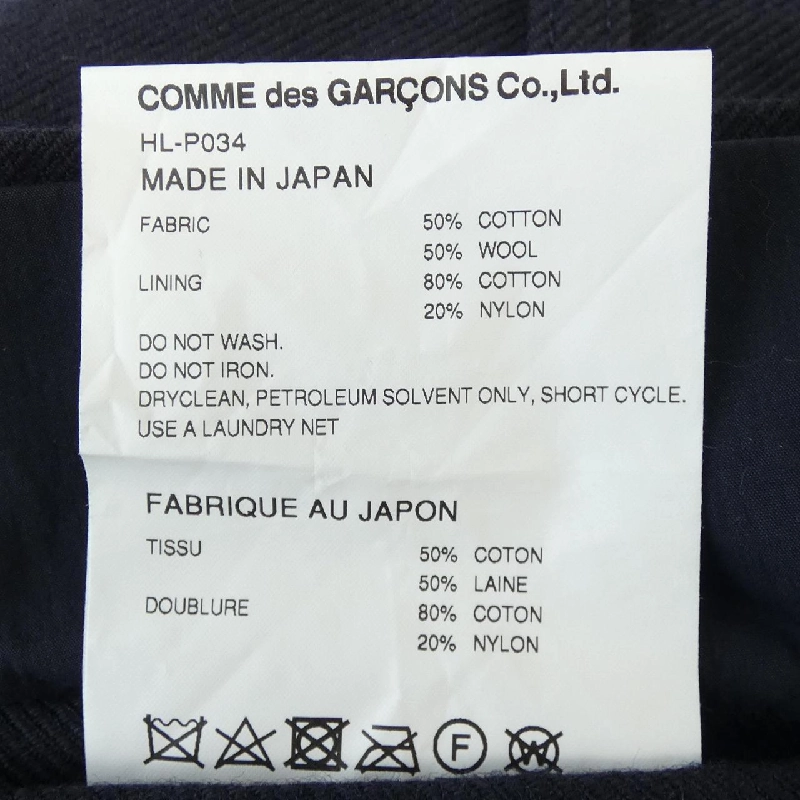 COMME des GARÇONS Co.,Ltd.
HL-P034
MADE IN JAPAN
FABRIC 50% COTTON
50% WOOL
LINING 80% COTTON
20% NYLON
DO NOT WASH.
DO NOT IRON.
DRYCLEAN, PETROLEUM SOLVENT ONLY, SHORT CYCLE.
USE A LAUNDRY NET
FABRIQUE AU JAPON
TISSU 50% COTON
50% LAINE
DOUBLURE 80% COTON
20% NYLON
F W